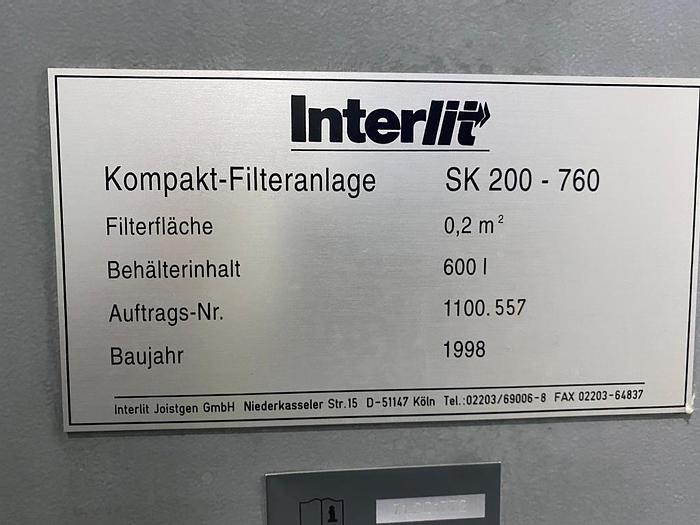 Interlit
Kompakt-Filteranlage SK 200 - 760
Filterfläche 0,2 m²
Behälterinhalt 600 l
Auftrags-Nr. 1100.557
Baujahr 1998
Interlit Joistgen GmbH Niederkasseler Str.15 D-51147 Köln Tel.:02203/69006-8 FAX 02203-64837
i